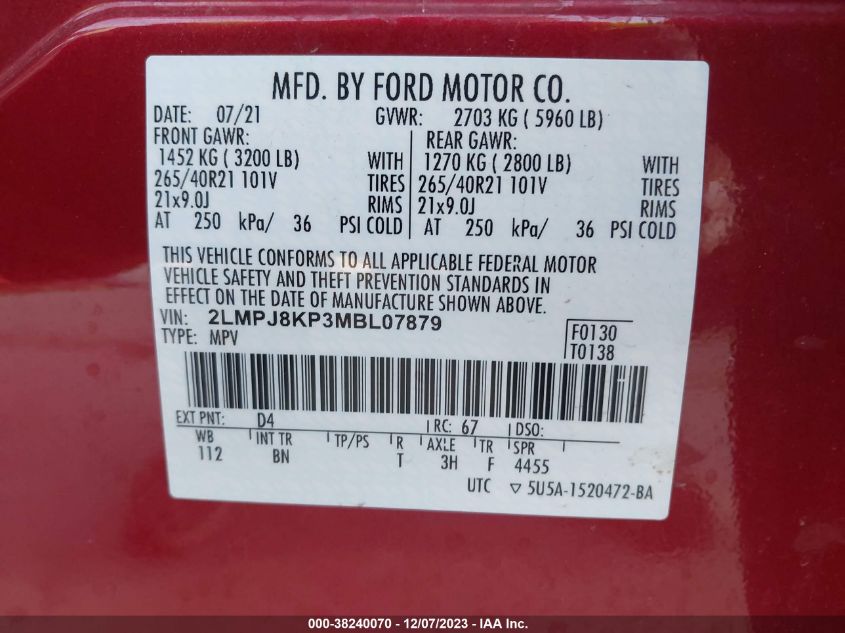 MFD. BY FORD MOTOR CO.
DATE: 07/21 GVWR: 2703 KG ( 5960 LB)
FRONT GAWR: REAR GAWR:
1452 KG ( 3200 LB) WITH 1270 KG ( 2800 LB) WITH
265/40R21 101V TIRES 265/40R21 101V TIRES
21x9.0J RIMS 21x9.0J RIMS
AT 250 kPa/ 36 PSI COLD AT 250 kPa/ 36 PSI COLD
THIS VEHICLE CONFORMS TO ALL APPLICABLE FEDERAL MOTOR
VEHICLE SAFETY AND THEFT PREVENTION STANDARDS IN
EFFECT ON THE DATE OF MANUFACTURE SHOWN ABOVE.
VIN: 2LMPJ8KP3MBL07879 F0130
TYPE: MPV T0138
EXT PNT: D4 RC: 67 DSO:
WB INT TR TP/PS R AXLE TR SPR
112 BN T 3H F 4455
UTC ▽ 5U5A-1520472-BA
000-38240070 - 12/07/2023 - IAA Inc.